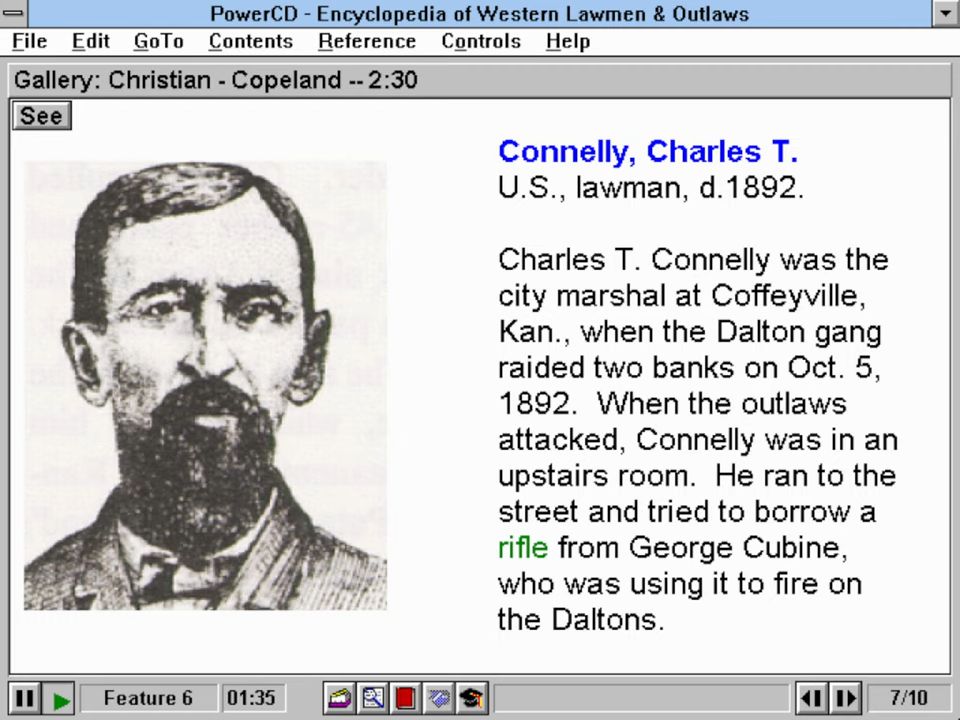 PowerCD - Encyclopedia of Western Lawmen & Outlaws
File Edit GoTo Contents Reference Controls Help
Gallery: Christian - Copeland -- 2:30
See
Connelly, Charles T.
U.S., lawman, d.1892.
Charles T. Connelly was the
city marshal at Coffeyville,
Kan., when the Dalton gang
raided two banks on Oct. 5,
1892.  When the outlaws
attacked, Connelly was in an
upstairs room.  He ran to the
street and tried to borrow a
rifle from George Cubine,
who was using it to fire on
the Daltons.
Feature 6 01:35 7/10